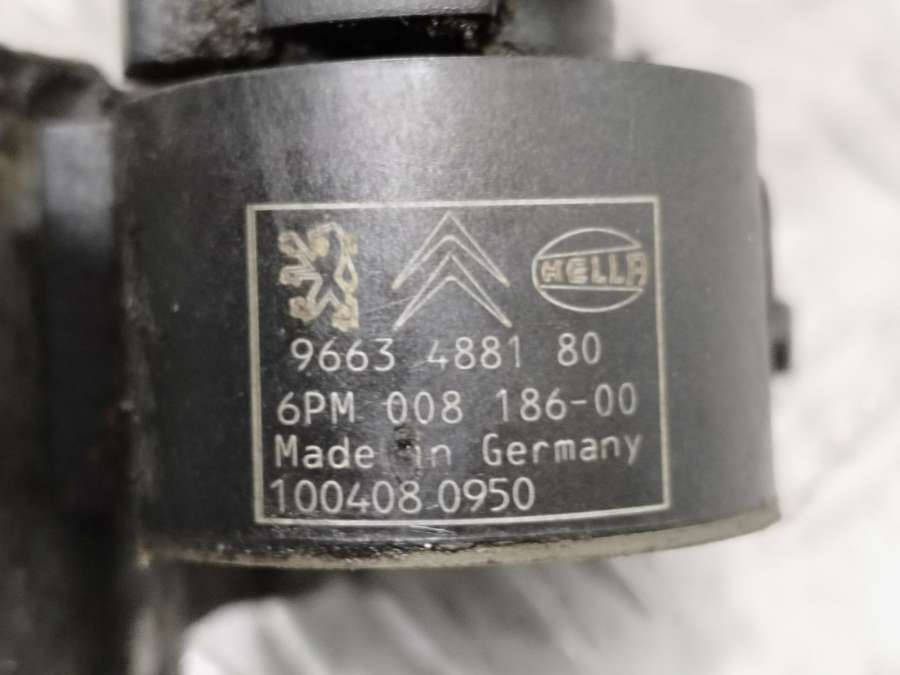 HELLA
9663 4881 80
6PM 008 186-00
Made in Germany
100408 0950